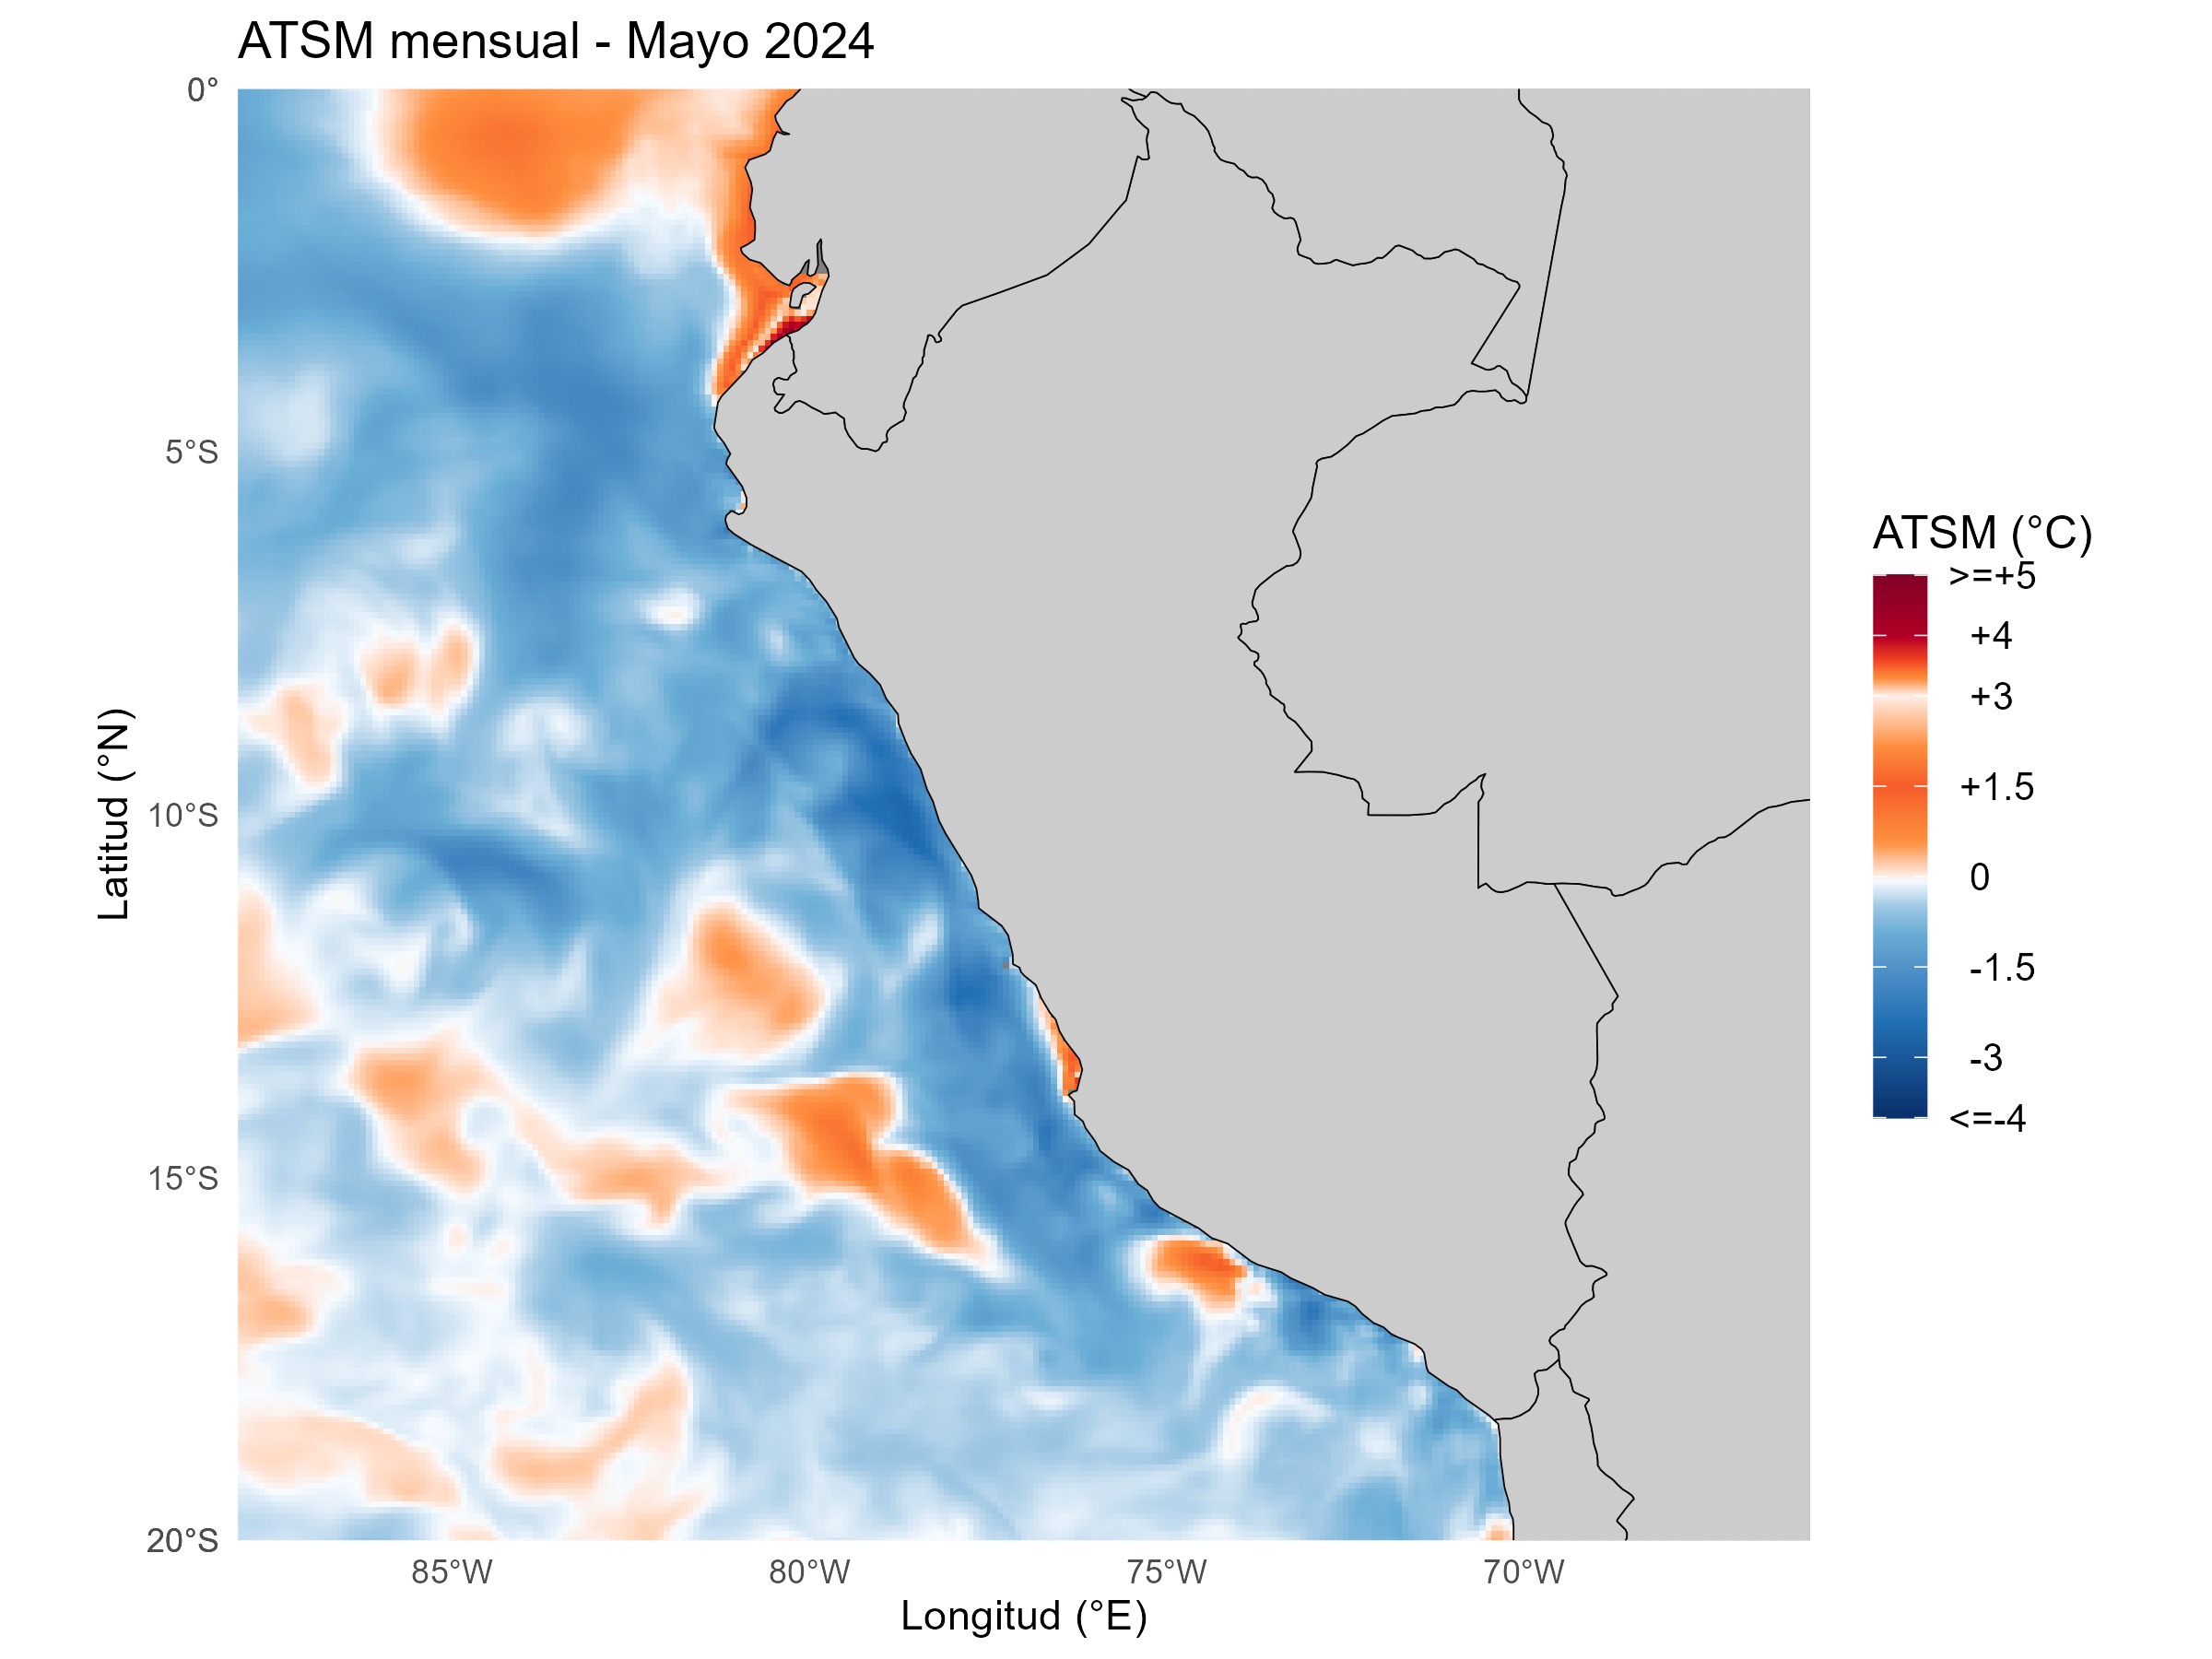 ATSM mensual - Mayo 2024
0°
5°S
10°S
15°S
20°S
Latitud (°N)
85°W
80°W
75°W
70°W
Longitud (°E)
ATSM (°C)
>=+5
+4
+3
+1.5
0
-1.5
-3
<=-4